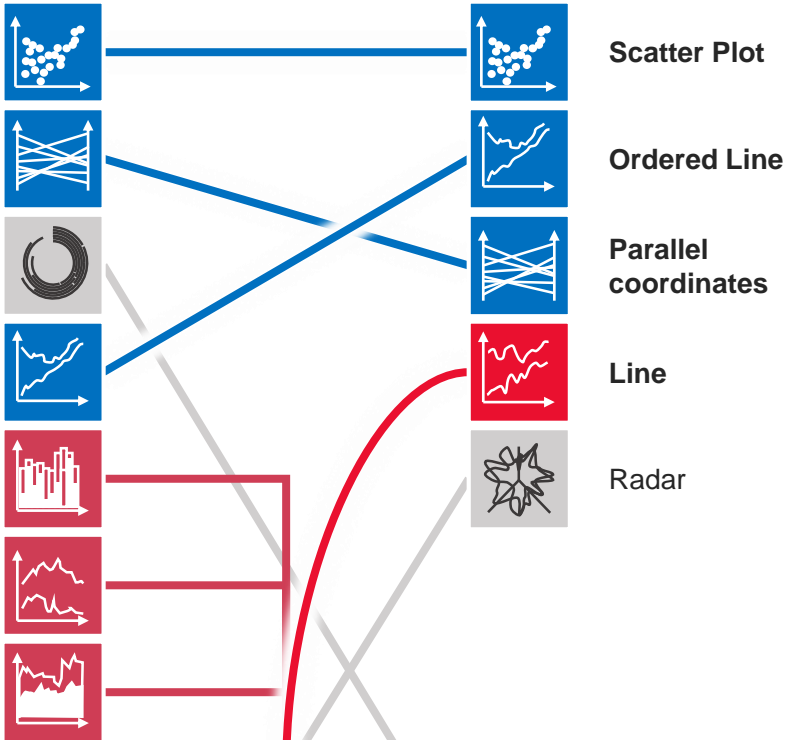 Scatter Plot
Ordered Line
Parallel
coordinates
Line
Radar